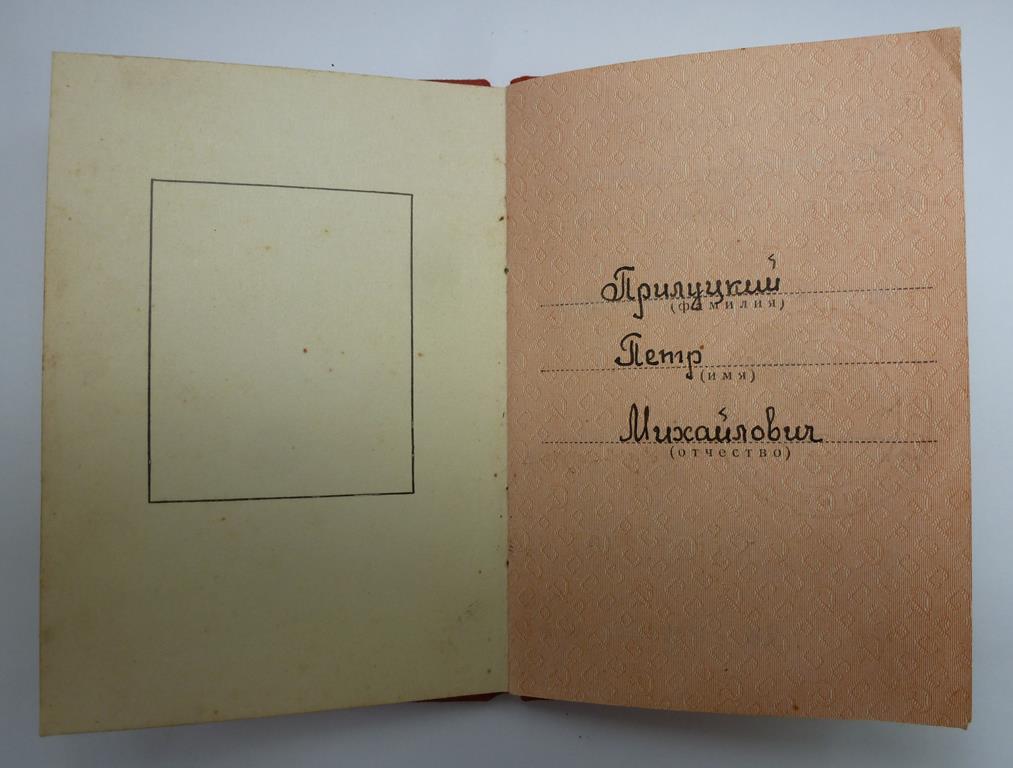 Прилуцкий
(фамилия)
Петр
(имя)
Михайлович
(отчество)